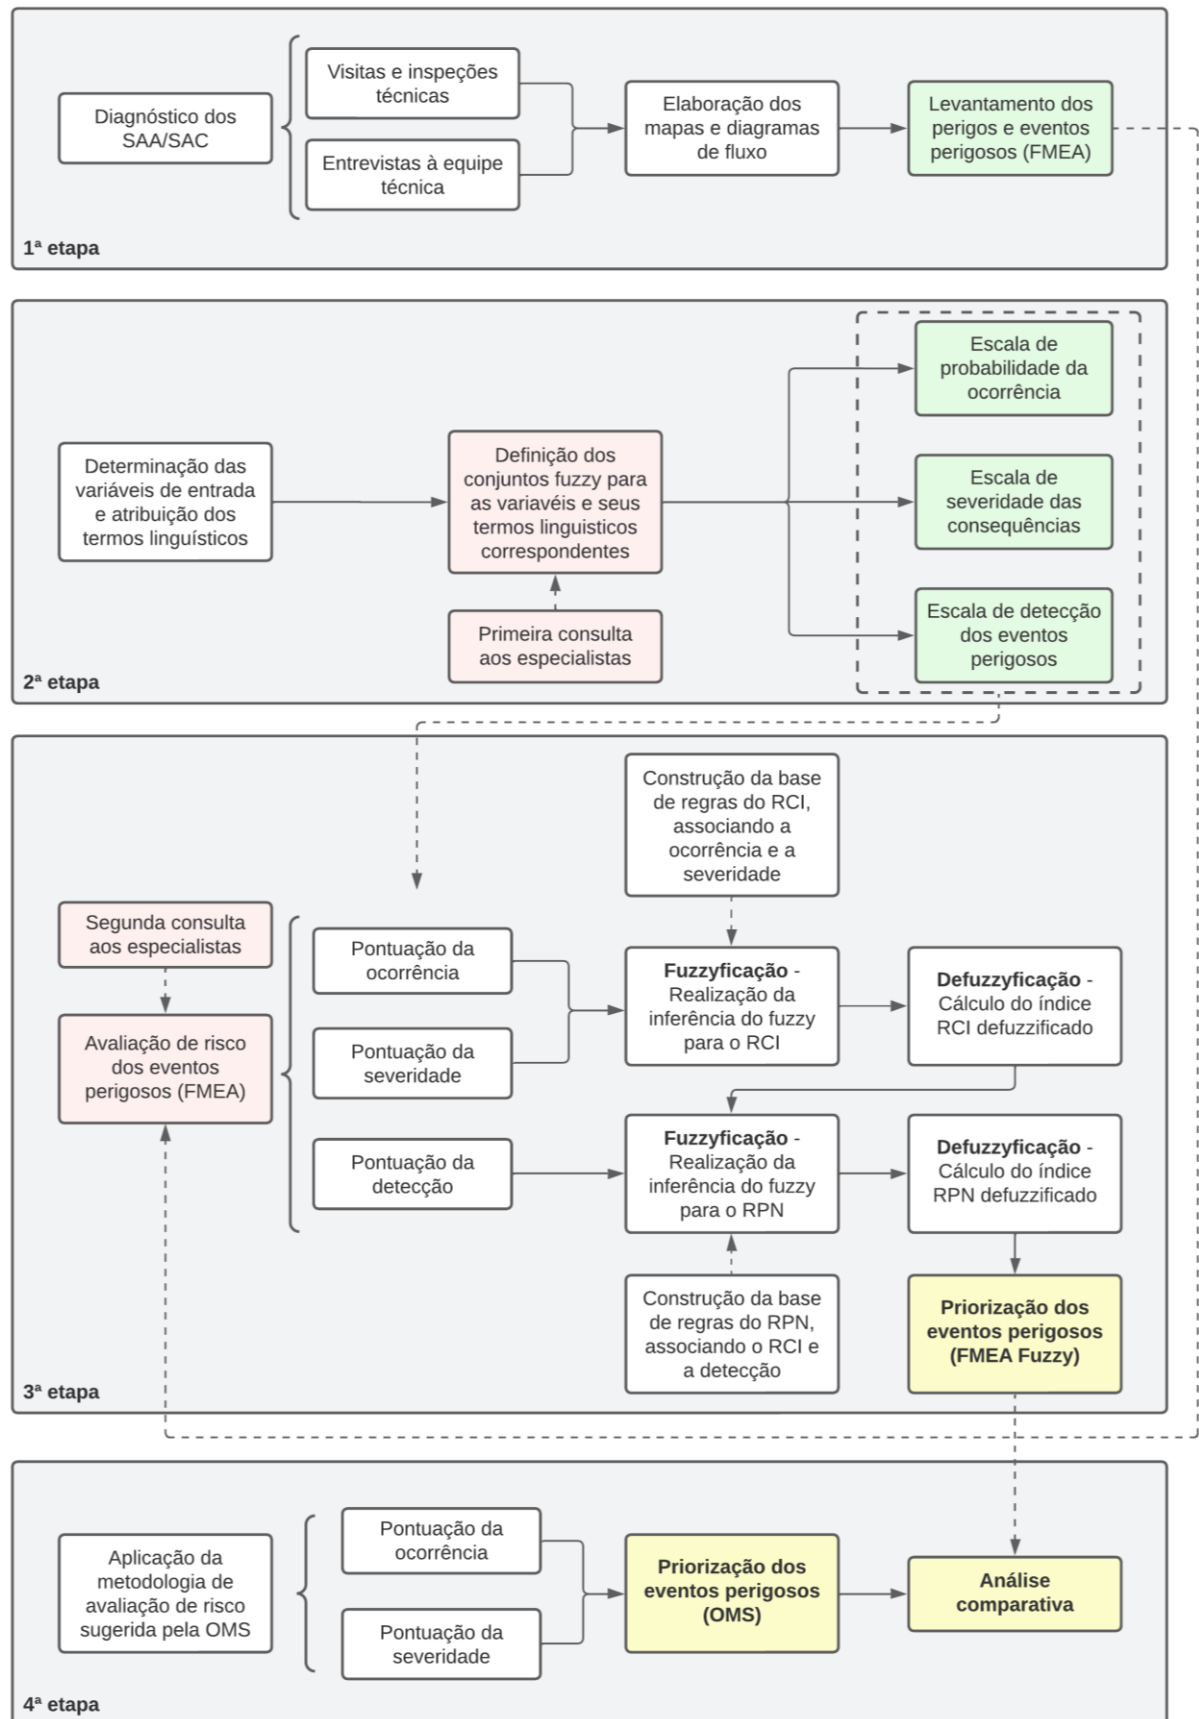 Diagnóstico dos
SAA/SAC
Visitas e inspeções
técnicas
Entrevistas à equipe
técnica
Elaboração dos
mapas e diagramas
de fluxo
Levantamento dos
perigos e eventos
perigosos (FMEA)
1ª etapa
Determinação das
variáveis de entrada
e atribuição dos
termos linguísticos
Definição dos
conjuntos fuzzy para
as variavéis e seus
termos linguisticos
correspondentes
Primeira consulta
aos especialistas
Escala de
probabilidade da
ocorrência
Escala de
severidade das
consequências
Escala de detecção
dos eventos
perigosos
2ª etapa
Segunda consulta
aos especialistas
Avaliação de risco
dos eventos
perigosos (FMEA)
Pontuação da
ocorrência
Pontuação da
severidade
Pontuação da
detecção
Construção da base
de regras do RCI,
associando a
ocorrência e a
severidade
Fuzzyficação -
Realização da
inferência do fuzzy
para o RCI
Defuzzyficação -
Cálculo do índice
RCI defuzzificado
Fuzzyficação -
Realização da
inferência do fuzzy
para o RPN
Defuzzyficação -
Cálculo do índice
RPN defuzzificado
Construção da base
de regras do RPN,
associando o RCI e
a detecção
Priorização dos
eventos perigosos
(FMEA Fuzzy)
3ª etapa
Aplicação da
metodologia de
avaliação de risco
sugerida pela OMS
Pontuação da
ocorrência
Pontuação da
severidade
Priorização dos
eventos perigosos
(OMS)
Análise
comparativa
4ª etapa